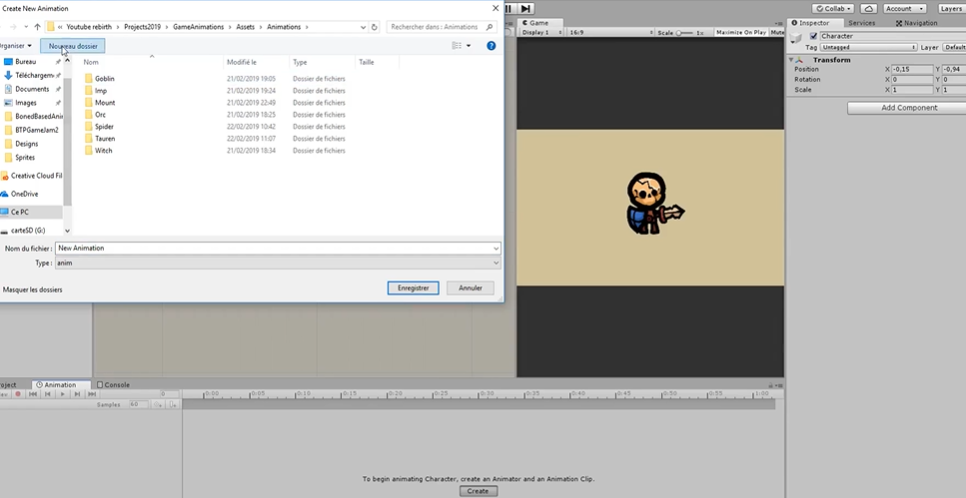 Create New Animation
Youtube rebirth > Projects2019 > GameAnimations > Assets > Animations >
Rechercher dans : Animations
Organiser
Nouveau dossier
Nom Modifié le Type Taille
Bureau
Téléchargem
Documents
Images
BonedBasedAni
BTPGameJam2
Designs
Sprites
Creative Cloud Fil
OneDrive
Ce PC
carteSD (G:)
Goblin 21/02/2019 19:05 Dossier de fichiers
Imp 21/02/2019 19:24 Dossier de fichiers
Mount 21/02/2019 22:49 Dossier de fichiers
Orc 21/02/2019 18:25 Dossier de fichiers
Spider 22/02/2019 10:42 Dossier de fichiers
Tauren 22/02/2019 11:07 Dossier de fichiers
Witch 21/02/2019 18:34 Dossier de fichiers
Nom du fichier : New Animation
Type : anim
Masquer les dossiers
Enregistrer
Annuler
Game
Display 1 16:9 Scale 1x Maximize On Play Mute
Collab
Account
Layers
Inspector Services Navigation
Character
Tag Untagged Layer Default
Transform
Position X -0,15 Y -0,94
Rotation X 0 Y 0
Scale X 1 Y 1
Add Component
oject Animation Console
0 0:00 0:05 0:10 0:15 0:20 0:25 0:30 0:35 0:40 0:45 0:50 0:55 1:00
Samples 60
To begin animating Character, create an Animator and an Animation Clip.
Create